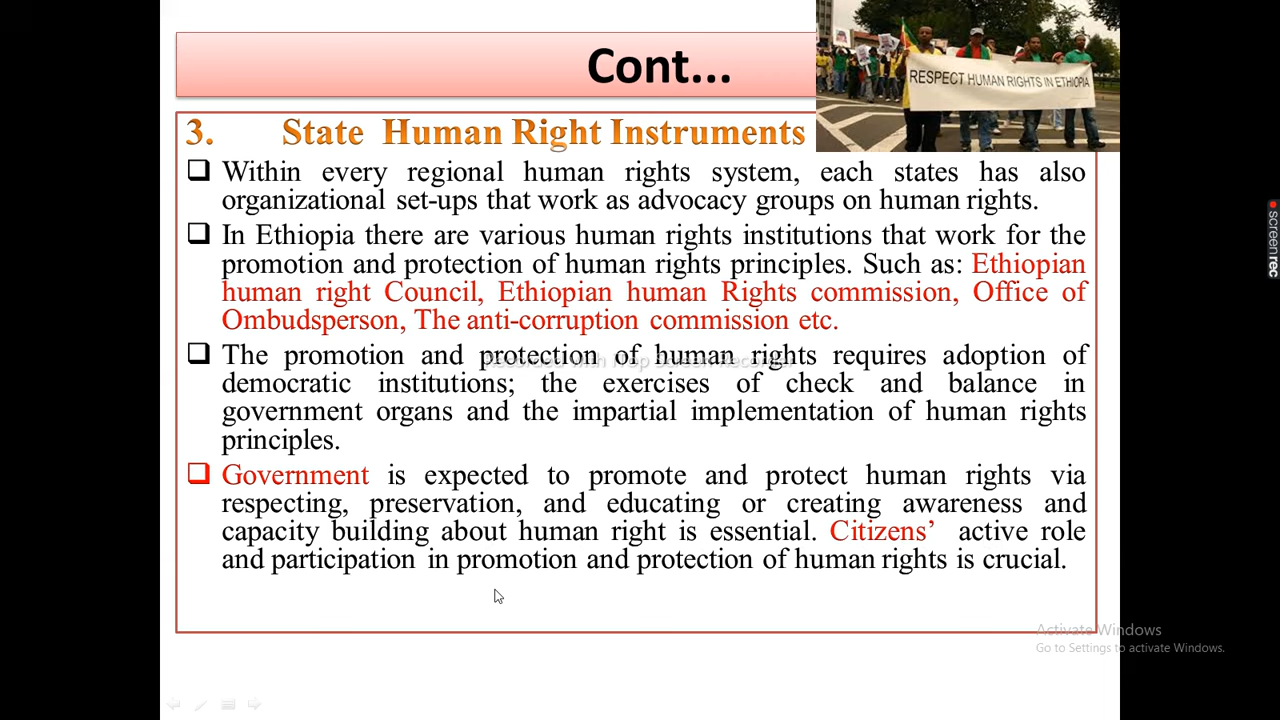 Cont...
RESPECT HUMAN RIGHTS IN ETHIOPIA
3. State Human Right Instruments
Within every regional human rights system, each states has also
organizational set-ups that work as advocacy groups on human rights.
In Ethiopia there are various human rights institutions that work for the
promotion and protection of human rights principles. Such as: Ethiopian
human right Council, Ethiopian human Rights commission, Office of
Ombudsperson, The anti-corruption commission etc.
The promotion and protection of human rights requires adoption of
democratic institutions; the exercises of check and balance in
government organs and the impartial implementation of human rights
principles.
Government is expected to promote and protect human rights via
respecting, preservation, and educating or creating awareness and
capacity building about human right is essential. Citizens’ active role
and participation in promotion and protection of human rights is crucial.
Recorded with iTop Screen Recorder
Activate Windows
Go to Settings to activate Windows.
screenrec